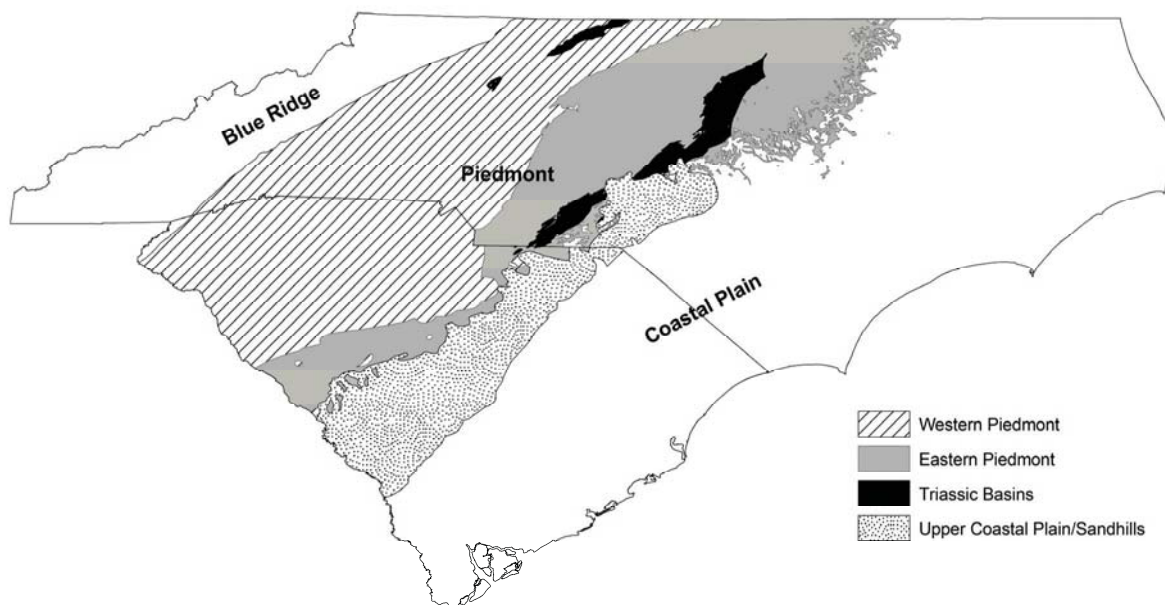 Blue Ridge
Piedmont
Coastal Plain
Western Piedmont
Eastern Piedmont
Triassic Basins
Upper Coastal Plain/Sandhills